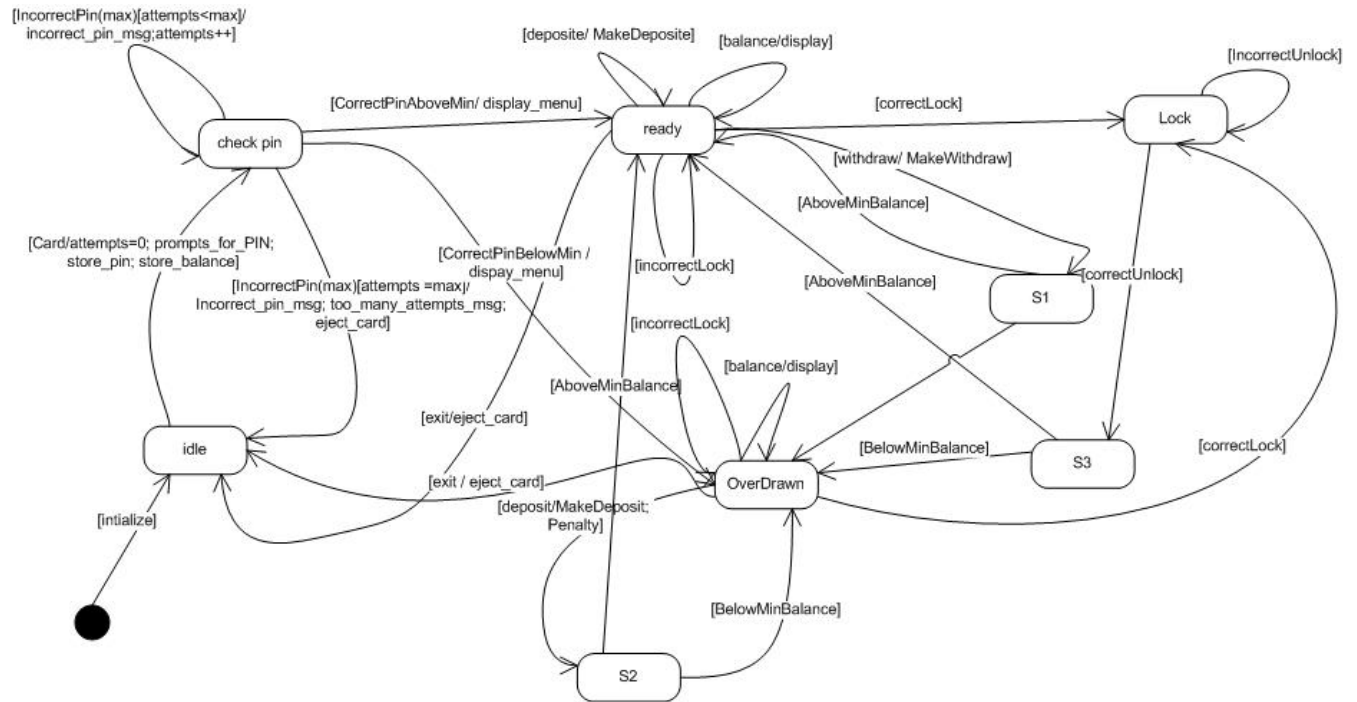 [IncorrectPin(max)[attempts<max]/
incorrect_pin_msg;attempts++]
[deposite/ MakeDeposite]
[balance/display]
[IncorrectUnlock]
[CorrectPinAboveMin/ display_menu]
[correctLock]
check pin
ready
Lock
[withdraw/ MakeWithdraw]
[AboveMinBalance]
[Card/attempts=0; prompts_for_PIN;
store_pin; store_balance]
[CorrectPinBelowMin /
dispay_menu]
[incorrectLock]
[AboveMinBalance]
[correctUnlock]
S1
[IncorrectPin(max)[attempts =max]/
Incorrect_pin_msg; too_many_attempts_msg;
eject_card]
[incorrectLock]
[balance/display]
[AboveMinBalance]
[exit/eject_card]
idle
[BelowMinBalance]
[correctLock]
S3
OverDrawn
[exit / eject_card]
[deposit/MakeDeposit;
Penalty]
[intialize]
[BelowMinBalance]
S2